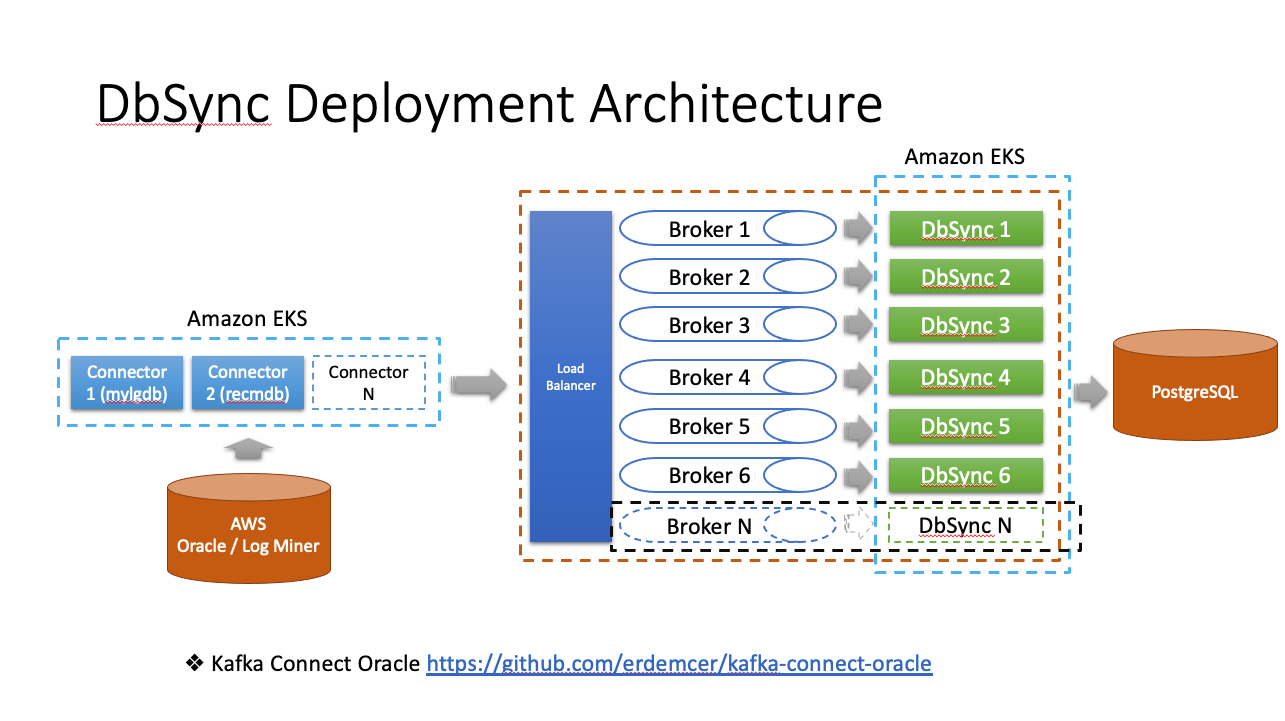 DbSync Deployment Architecture
Amazon EKS
Broker 1
DbSync 1
Broker 2
DbSync 2
Broker 3
DbSync 3
Broker 4
DbSync 4
Broker 5
DbSync 5
Broker 6
DbSync 6
Broker N
DbSync N
Load
Balancer
Amazon EKS
Connector
1 (mylgdb)
Connector
2 (recmdb)
Connector
N
PostgreSQL
AWS
Oracle / Log Miner
❖ Kafka Connect Oracle https://github.com/erdemcer/kafka-connect-oracle